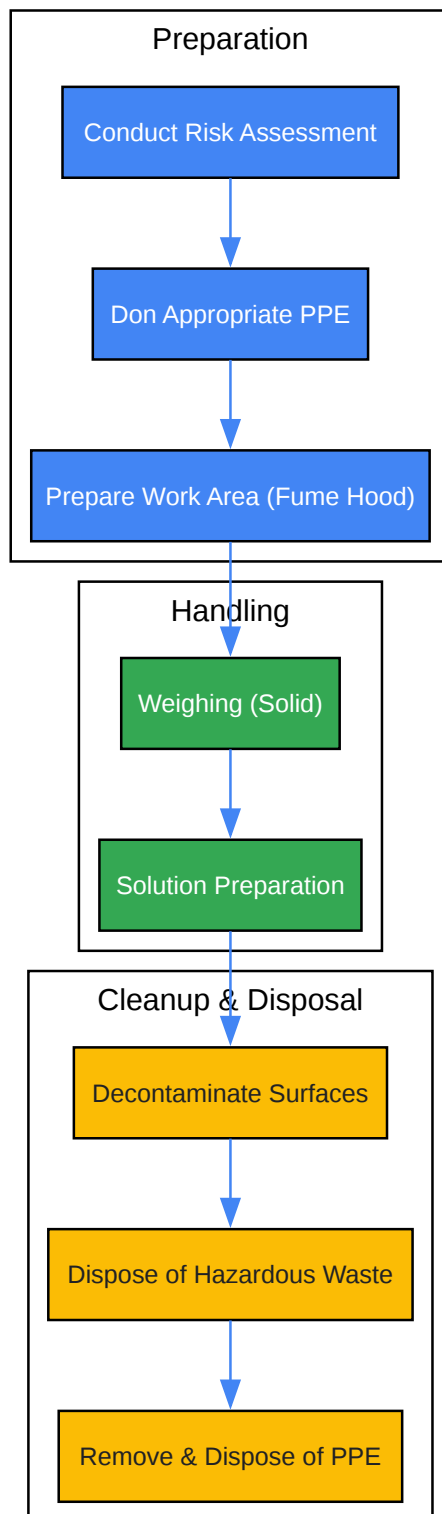 Preparation
Conduct Risk Assessment
Don Appropriate PPE
Prepare Work Area (Fume Hood)
Handling
Weighing (Solid)
Solution Preparation
Cleanup & Disposal
Decontaminate Surfaces
Dispose of Hazardous Waste
Remove & Dispose of PPE